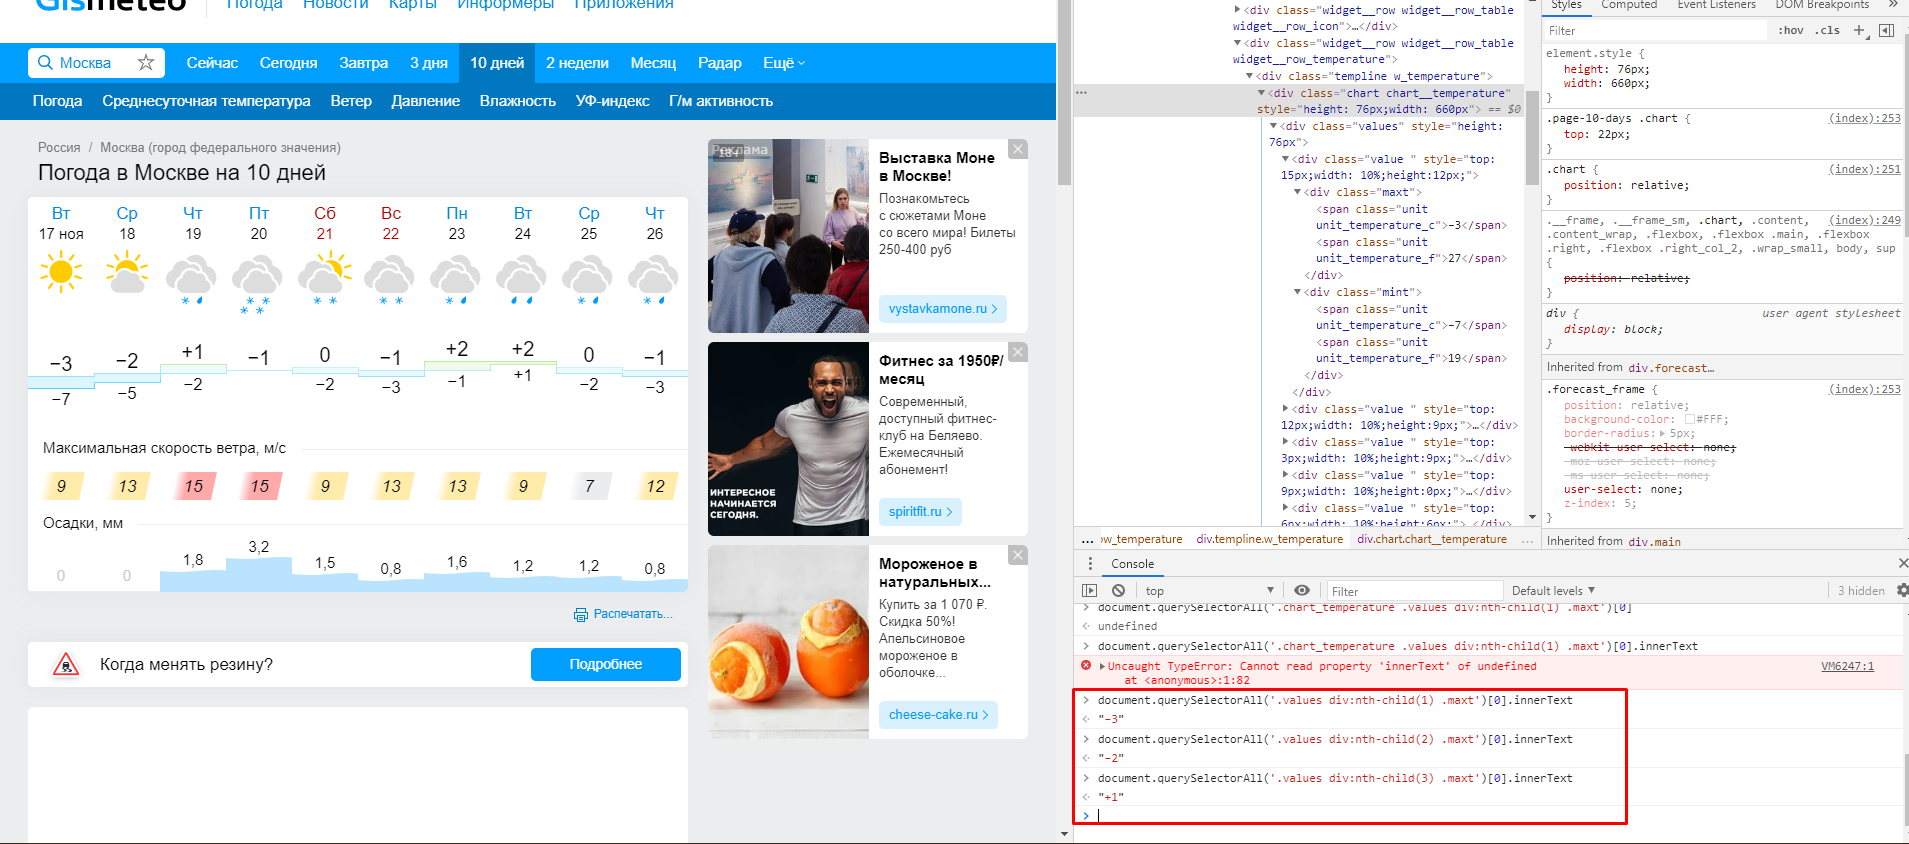 Gismeteo
Погода Новости Карты Информеры Приложения
Москва
Сейчас Сегодня Завтра 3 дня 10 дней 2 недели Месяц Радар Ещё
Погода Среднесуточная температура Ветер Давление Влажность УФ-индекс Г/м активность
Россия / Москва (город федерального значения)
Погода в Москве на 10 дней
Вт Ср Чт Пт Сб Вс Пн Вт Ср Чт
17 ноя 18 19 20 21 22 23 24 25 26
−3 −2 +1 −1 0 −1 +2 +2 0 −1
−7 −5 −2 −2 −3 −1 +1 −2 −3
Максимальная скорость ветра, м/с
9 13 15 15 9 13 13 9 7 12
Осадки, мм
0 0 1,8 3,2 1,5 0,8 1,6 1,2 1,2 0,8
Распечатать...
Когда менять резину?
Подробнее
Реклама
18+
Выставка Моне
в Москве!
Познакомьтесь
с сюжетами Моне
со всего мира! Билеты
250-400 руб
vystavkamone.ru
ИНТЕРЕСНОЕ
НАЧИНАЕТСЯ
СЕГОДНЯ.
Фитнес за 1950₽/
месяц
Современный,
доступный фитнес-
клуб на Беляево.
Ежемесячный
абонемент!
spiritfit.ru
Мороженое в
натуральных...
Купить за 1 070 ₽.
Скидка 50%!
Апельсиновое
мороженое в
оболочке...
cheese-cake.ru
<div class="widget__row widget__row_table
widget__row_icon">…</div>
<div class="widget__row widget__row_table
widget__row_temperature">
<div class="templine w_temperature">
<div class="chart chart__temperature"
style="height: 76px;width: 660px"> == $0
<div class="values" style="height:
76px">
<div class="value " style="top:
15px;width: 10%;height:12px;">
<div class="maxt">
<span class="unit
unit_temperature_c">−3</span>
<span class="unit
unit_temperature_f">27</span>
</div>
<div class="mint">
<span class="unit
unit_temperature_c">−7</span>
<span class="unit
unit_temperature_f">19</span>
</div>
</div>
<div class="value " style="top:
12px;width: 10%;height:9px;">…</div>
<div class="value " style="top:
3px;width: 10%;height:9px;">…</div>
<div class="value " style="top:
9px;width: 10%;height:0px;">…</div>
<div class="value " style="top:
6px;width: 10%;height:6px;">…</div>
... ow_temperature div.templine.w_temperature div.chart.chart__temperature ...
Styles Computed Event Listeners DOM Breakpoints
Filter :hov .cls +
element.style {
height: 76px;
width: 660px;
}
.page-10-days .chart { (index):253
top: 22px;
}
.chart { (index):251
position: relative;
}
.__frame, .__frame_sm, .chart, .content, (index):249
.content_wrap, .flexbox, .flexbox .main, .flexbox
.right, .flexbox .right_col_2, .wrap_small, body, sup
{
position: relative;
}
div { user agent stylesheet
display: block;
}
Inherited from div.forecast…
.forecast_frame { (index):253
position: relative;
background-color: #FFF;
border-radius: 5px;
-webkit-user-select: none;
-moz-user-select: none;
-ms-user-select: none;
user-select: none;
z-index: 5;
}
Inherited from div.main
Console
top Filter Default levels 3 hidden
document.querySelectorAll('.chart_temperature .values div:nth-child(1) .maxt')[0]
undefined
document.querySelectorAll('.chart_temperature .values div:nth-child(1) .maxt')[0].innerText
Uncaught TypeError: Cannot read property 'innerText' of undefined VM6247:1
at <anonymous>:1:82
document.querySelectorAll('.values div:nth-child(1) .maxt')[0].innerText
"−3"
document.querySelectorAll('.values div:nth-child(2) .maxt')[0].innerText
"−2"
document.querySelectorAll('.values div:nth-child(3) .maxt')[0].innerText
"+1"